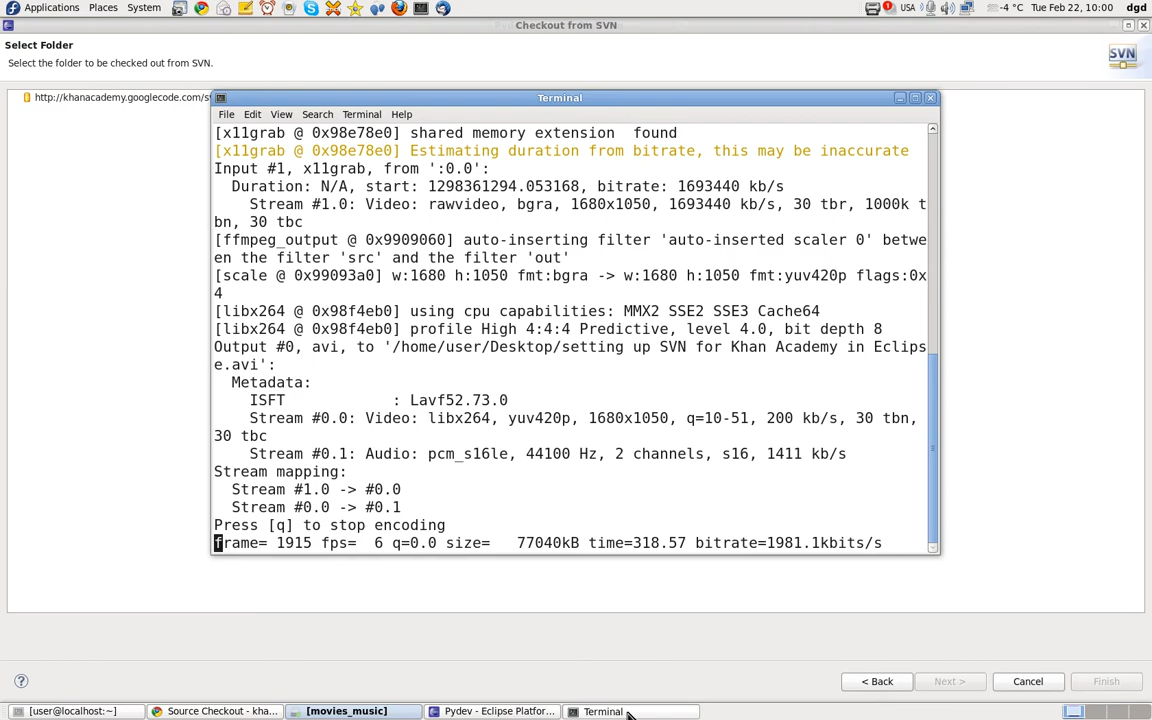 Applications Places System
USA
-4 °C Tue Feb 22, 10:00 dgd
Checkout from SVN
Select Folder
Select the folder to be checked out from SVN.
SVN
http://khanacademy.googlecode.com/s
Terminal
File Edit View Search Terminal Help
[x11grab @ 0x98e78e0] shared memory extension  found
[x11grab @ 0x98e78e0] Estimating duration from bitrate, this may be inaccurate
Input #1, x11grab, from ':0.0':
  Duration: N/A, start: 1298361294.053168, bitrate: 1693440 kb/s
    Stream #1.0: Video: rawvideo, bgra, 1680x1050, 1693440 kb/s, 30 tbr, 1000k t
bn, 30 tbc
[ffmpeg_output @ 0x9909060] auto-inserting filter 'auto-inserted scaler 0' betwe
en the filter 'src' and the filter 'out'
[scale @ 0x99093a0] w:1680 h:1050 fmt:bgra -> w:1680 h:1050 fmt:yuv420p flags:0x
4
[libx264 @ 0x98f4eb0] using cpu capabilities: MMX2 SSE2 SSE3 Cache64
[libx264 @ 0x98f4eb0] profile High 4:4:4 Predictive, level 4.0, bit depth 8
Output #0, avi, to '/home/user/Desktop/setting up SVN for Khan Academy in Eclips
e.avi':
  Metadata:
    ISFT            : Lavf52.73.0
    Stream #0.0: Video: libx264, yuv420p, 1680x1050, q=10-51, 200 kb/s, 30 tbn,
30 tbc
    Stream #0.1: Audio: pcm_s16le, 44100 Hz, 2 channels, s16, 1411 kb/s
Stream mapping:
  Stream #1.0 -> #0.0
  Stream #0.0 -> #0.1
Press [q] to stop encoding
frame= 1915 fps=  6 q=0.0 size=   77040kB time=318.57 bitrate=1981.1kbits/s
< Back Next > Cancel Finish
[user@localhost:~] Source Checkout - kha... [movies_music] Pydev - Eclipse Platfor... Terminal